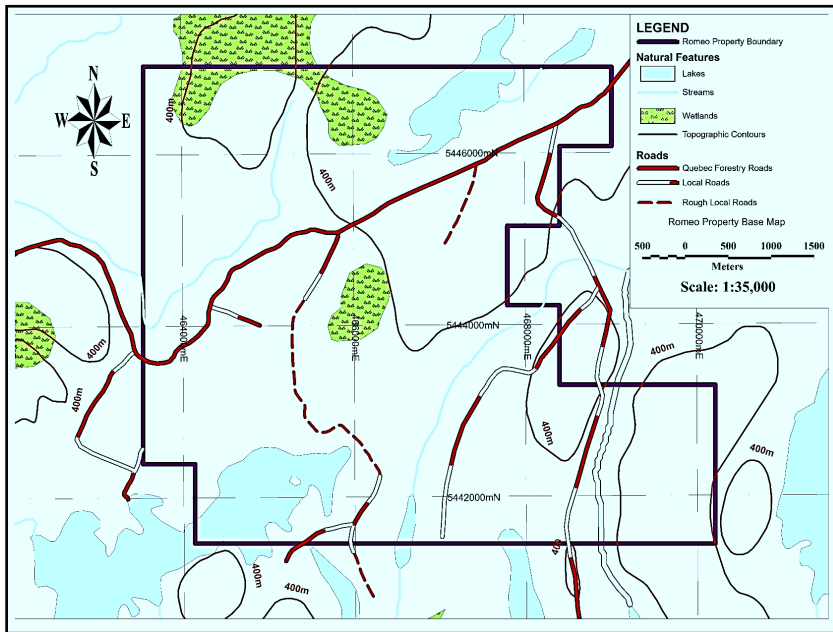 LEGEND
Romeo Property Boundary
Natural Features
Lakes
Streams
Wetlands
Topographic Contours
Roads
Quebec Forestry Roads
Local Roads
Rough Local Roads
Romeo Property Base Map
500 0 500 1000 1500
Meters
Scale: 1:35,000
N
W E
S
400m
5446000mN
400m
464000mE
466000mE
5444000mN
468000mE
470000mE
400m
400m
400m
400m
400m
5442000mN
400
400m
400m